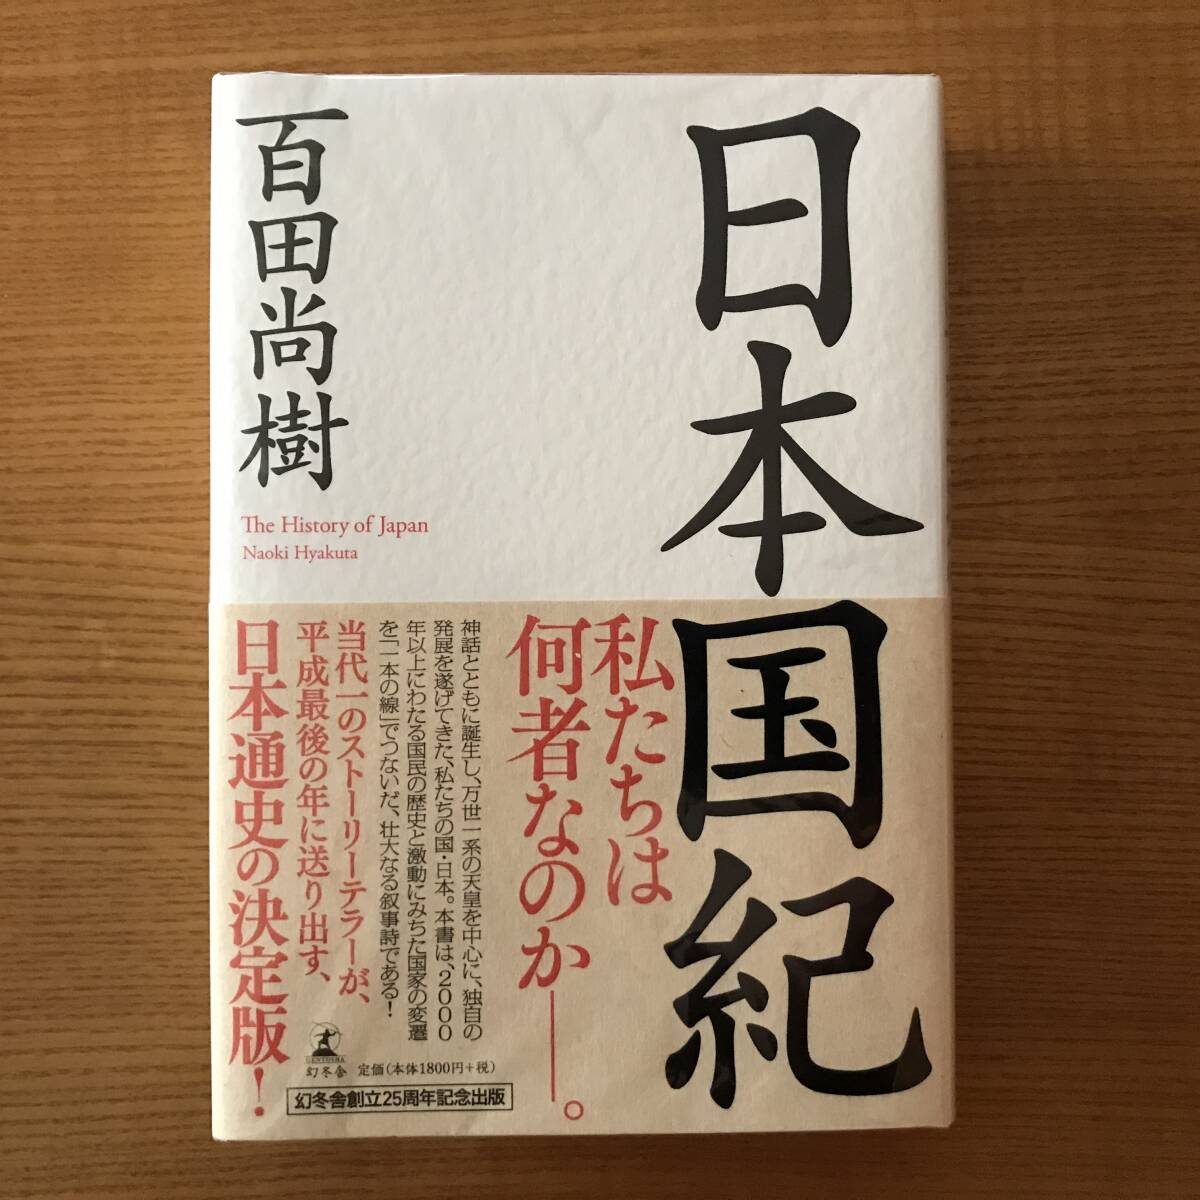 日本国紀
百田尚樹
The History of Japan
Naoki Hyakuta
私たちは
何者なのか──。
神話とともに誕生し、万世一系の天皇を中心に、独自の
発展を遂げてきた、私たちの国・日本。本書は、2000
年以上にわたる国民の歴史と激動にみちた国家の変遷
を「一本の線」でつないだ、壮大なる叙事詩である!
当代一のストーリーテラーが、
平成最後の年に送り出す、
日本通史の決定版!
GENTOSHA
幻冬舎 定価(本体1800円+税)
幻冬舎創立25周年記念出版